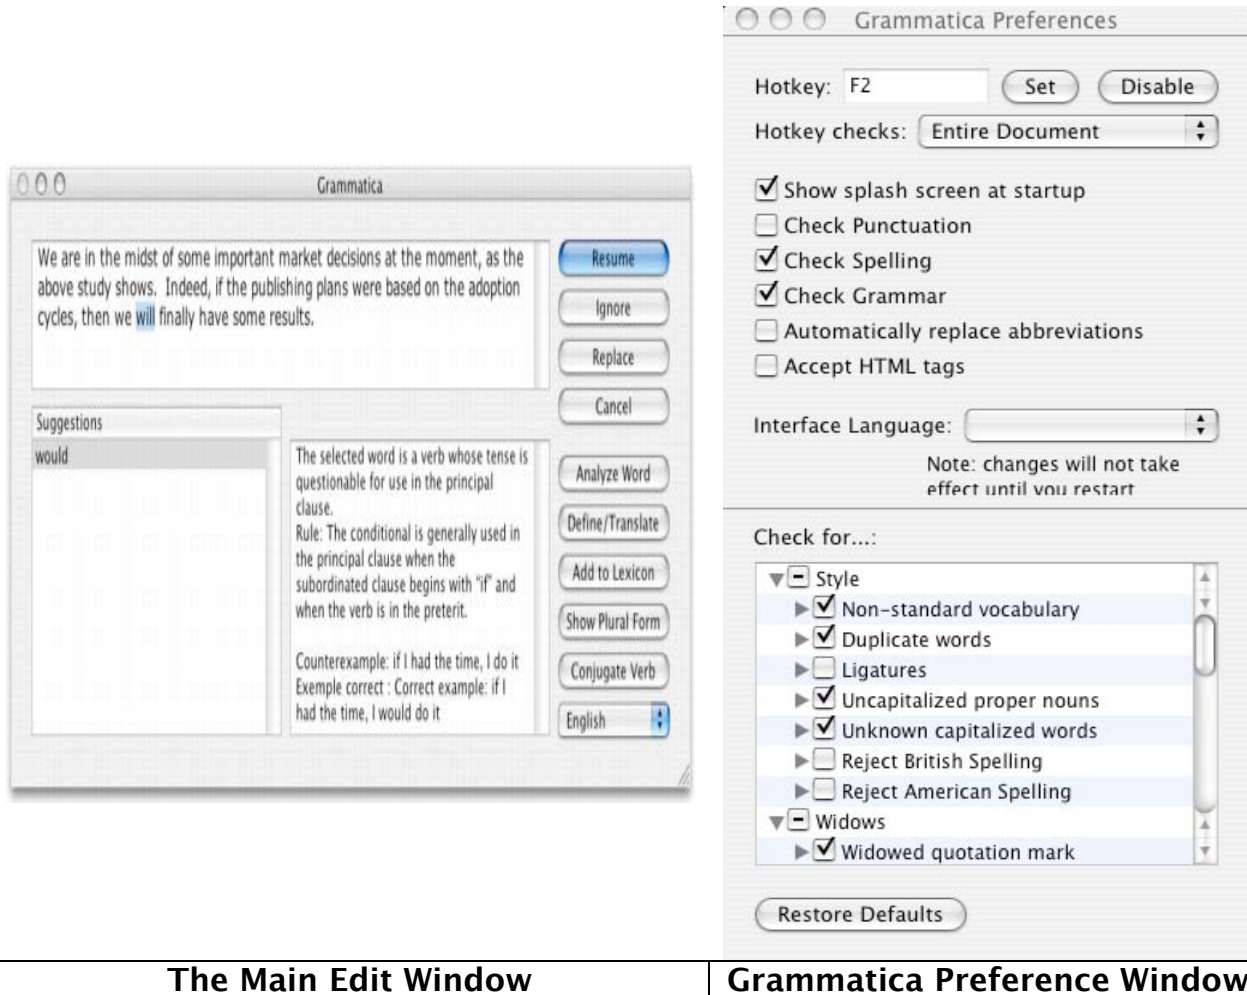 Grammatica
We are in the midst of some important market decisions at the moment, as the
above study shows.  Indeed, if the publishing plans were based on the adoption
cycles, then we will finally have some results.
Resume
Ignore
Replace
Cancel
Suggestions
would
The selected word is a verb whose tense is
questionable for use in the principal
clause.
Rule: The conditional is generally used in
the principal clause when the
subordinated clause begins with "if" and
when the verb is in the preterit.
Counterexample: if I had the time, I do it
Exemple correct : Correct example: if I
had the time, I would do it
Analyze Word
Define/Translate
Add to Lexicon
Show Plural Form
Conjugate Verb
English
The Main Edit Window
Grammatica Preferences
Hotkey: F2 Set Disable
Hotkey checks: Entire Document
Show splash screen at startup
Check Punctuation
Check Spelling
Check Grammar
Automatically replace abbreviations
Accept HTML tags
Interface Language:
Note: changes will not take
effect until you restart
Check for...:
Style
Non-standard vocabulary
Duplicate words
Ligatures
Uncapitalized proper nouns
Unknown capitalized words
Reject British Spelling
Reject American Spelling
Widows
Widowed quotation mark
Restore Defaults
Grammatica Preference Window